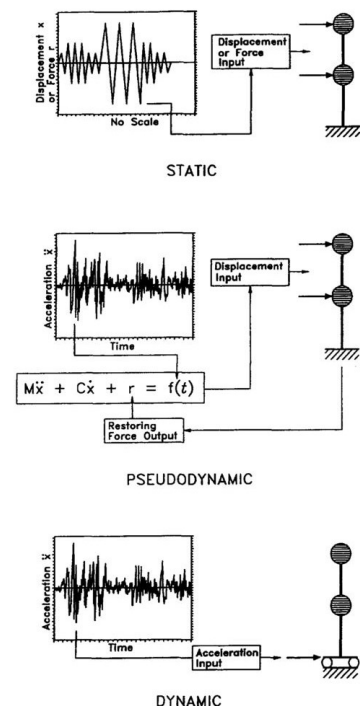 Displacement x
or Force r
No Scale
Displacement
or Force
Input
STATIC
Acceleration ẍ
Time
Displacement
Input
Mẍ + Cẋ + r = f(t)
Restoring
Force Output
PSEUDODYNAMIC
Acceleration ẍ
Time
Acceleration
Input
DYNAMIC